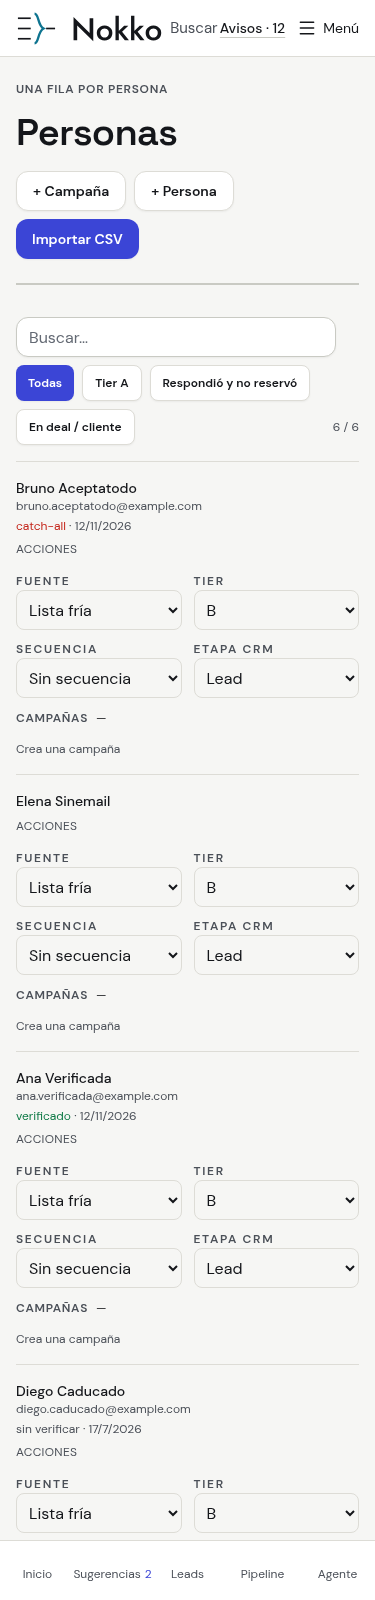 Nokko Buscar Avisos · 12 Menú
UNA FILA POR PERSONA
Personas
+ Campaña + Persona
Importar CSV
Buscar...
Todas Tier A Respondió y no reservó
En deal / cliente 6 / 6
Bruno Aceptatodo
bruno.aceptatodo@example.com
catch-all · 12/11/2026
ACCIONES
FUENTE TIER
Lista fría B
SECUENCIA ETAPA CRM
Sin secuencia Lead
CAMPAÑAS —
Crea una campaña
Elena Sinemail
ACCIONES
FUENTE TIER
Lista fría B
SECUENCIA ETAPA CRM
Sin secuencia Lead
CAMPAÑAS —
Crea una campaña
Ana Verificada
ana.verificada@example.com
verificado · 12/11/2026
ACCIONES
FUENTE TIER
Lista fría B
SECUENCIA ETAPA CRM
Sin secuencia Lead
CAMPAÑAS —
Crea una campaña
Diego Caducado
diego.caducado@example.com
sin verificar · 17/7/2026
ACCIONES
FUENTE TIER
Lista fría B
Inicio Sugerencias 2 Leads Pipeline Agente